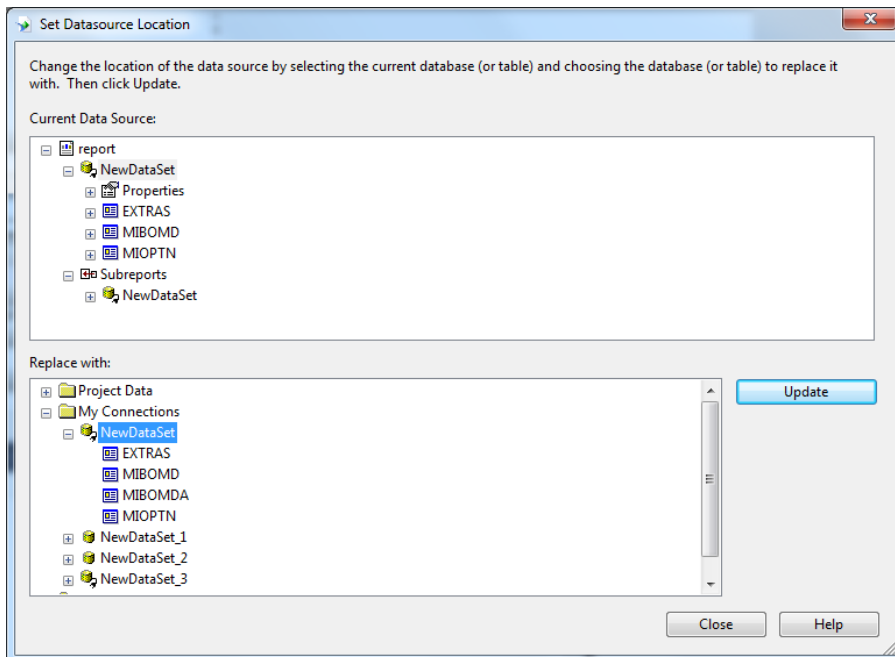 Set Datasource Location
Change the location of the data source by selecting the current database (or table) and choosing the database (or table) to replace it
with. Then click Update.
Current Data Source:
report
NewDataSet
Properties
EXTRAS
MIBOMD
MIOPTN
Subreports
NewDataSet
Replace with:
Project Data
My Connections
NewDataSet
EXTRAS
MIBOMD
MIBOMDA
MIOPTN
NewDataSet_1
NewDataSet_2
NewDataSet_3
Update
Close
Help